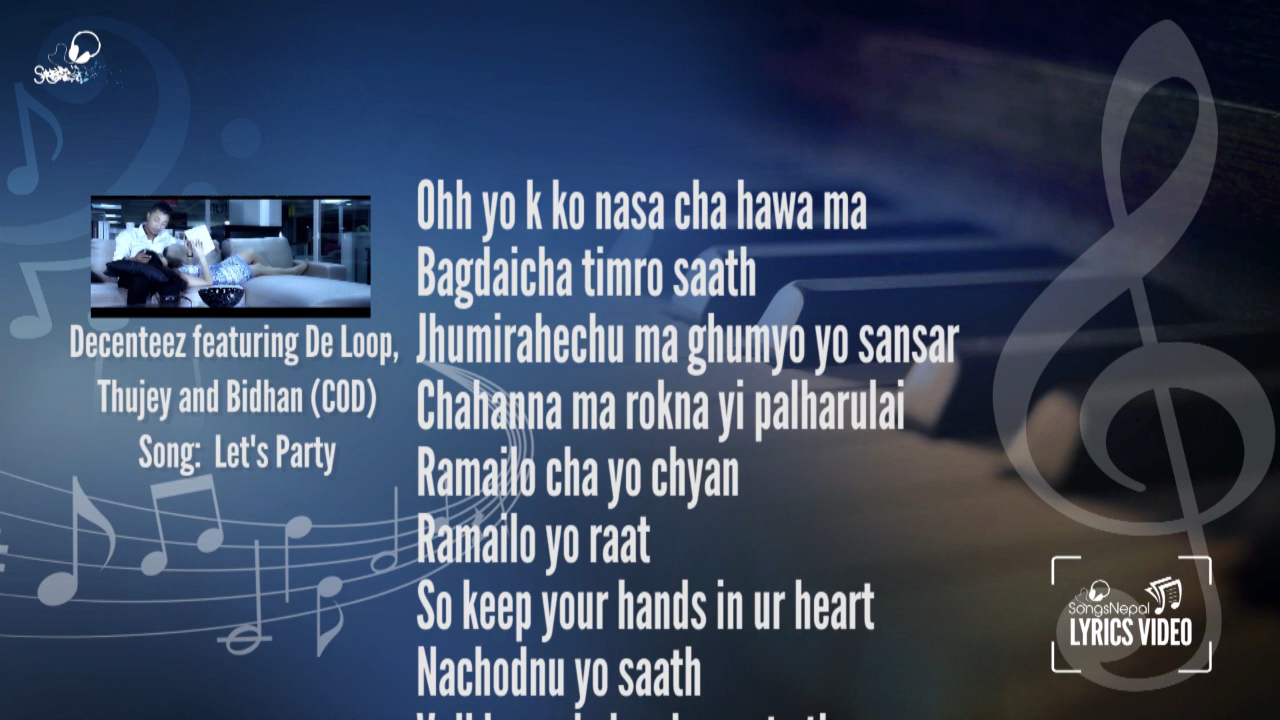 Decenteez featuring De Loop,
Thujey and Bidhan (COD)
Song: Let's Party
Ohh yo k ko nasa cha hawa ma
Bagdaicha timro saath
Jhumirahechu ma ghumyo yo sansar
Chahanna ma rokna yi palharulai
Ramailo cha yo chyan
Ramailo yo raat
So keep your hands in ur heart
Nachodnu yo saath
SongsNepal
LYRICS VIDEO